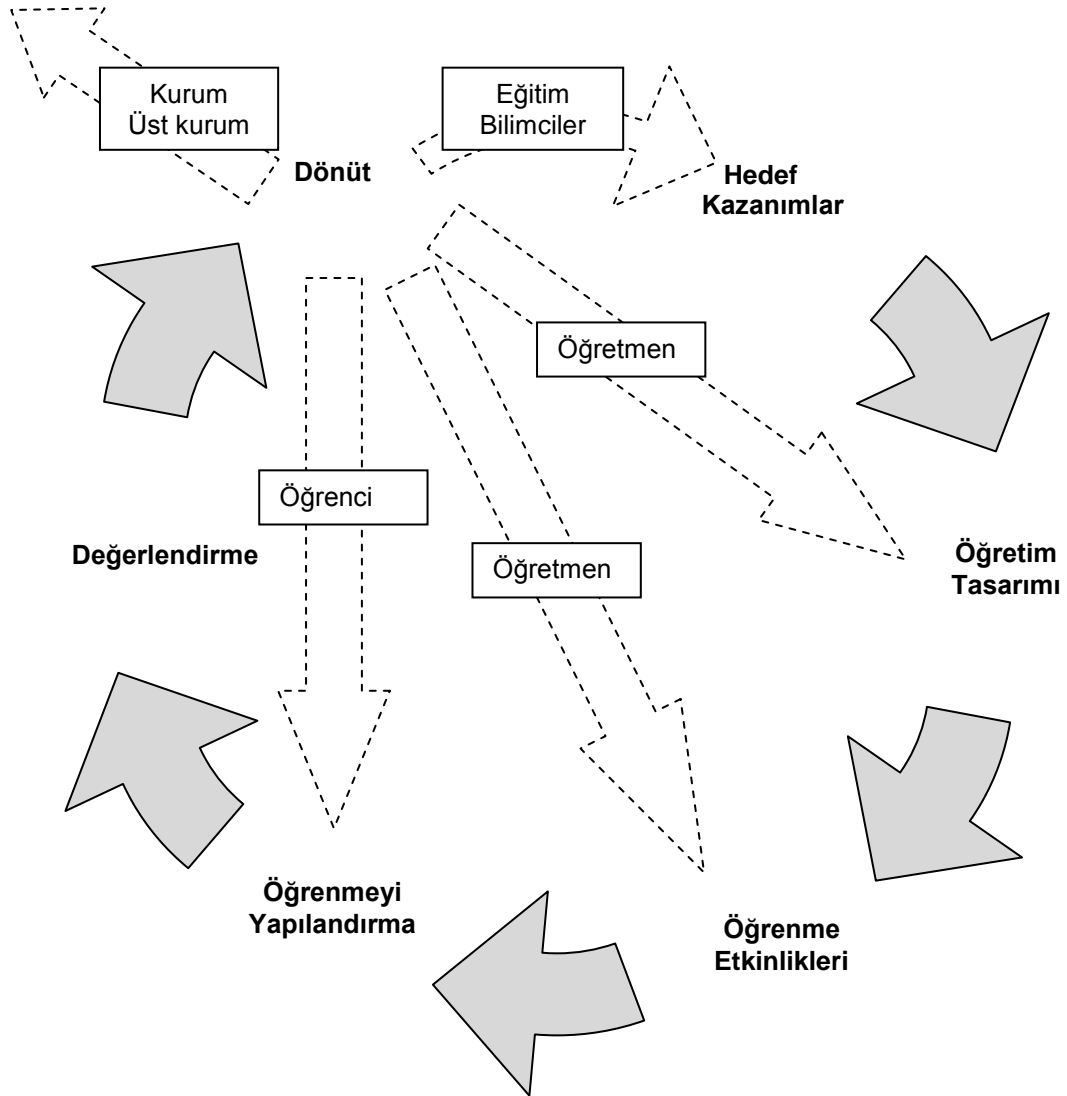 Kurum
Üst kurum
Eğitim
Bilimciler
Dönüt
Hedef
Kazanımlar
Öğretmen
Öğrenci
Değerlendirme
Öğretmen
Öğretim
Tasarımı
Öğrenmeyi
Yapılandırma
Öğrenme
Etkinlikleri